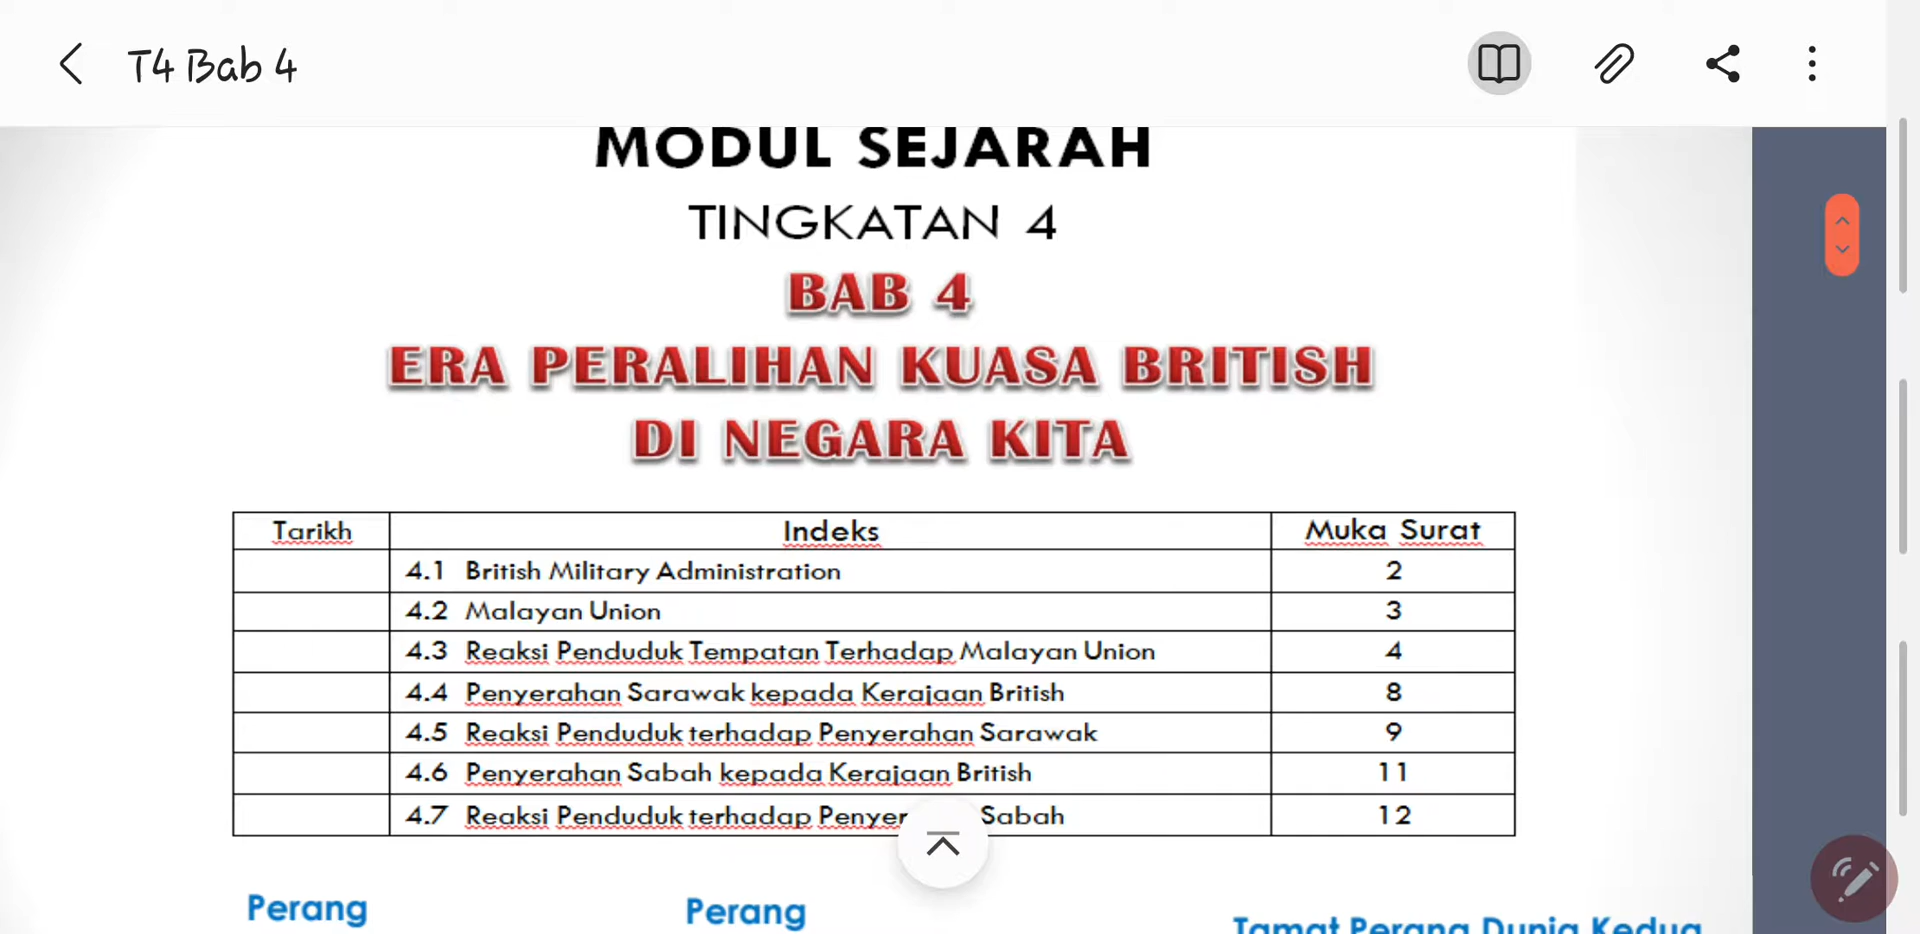 T4 Bab 4
MODUL SEJARAH
TINGKATAN 4
BAB 4
ERA PERALIHAN KUASA BRITISH
DI NEGARA KITA
Tarikh Indeks Muka Surat
4.1 British Military Administration 2
4.2 Malayan Union 3
4.3 Reaksi Penduduk Tempatan Terhadap Malayan Union 4
4.4 Penyerahan Sarawak kepada Kerajaan British 8
4.5 Reaksi Penduduk terhadap Penyerahan Sarawak 9
4.6 Penyerahan Sabah kepada Kerajaan British 11
4.7 Reaksi Penduduk terhadap Sabah 12
Perang Perang Tamat Perang Dunia Kedua